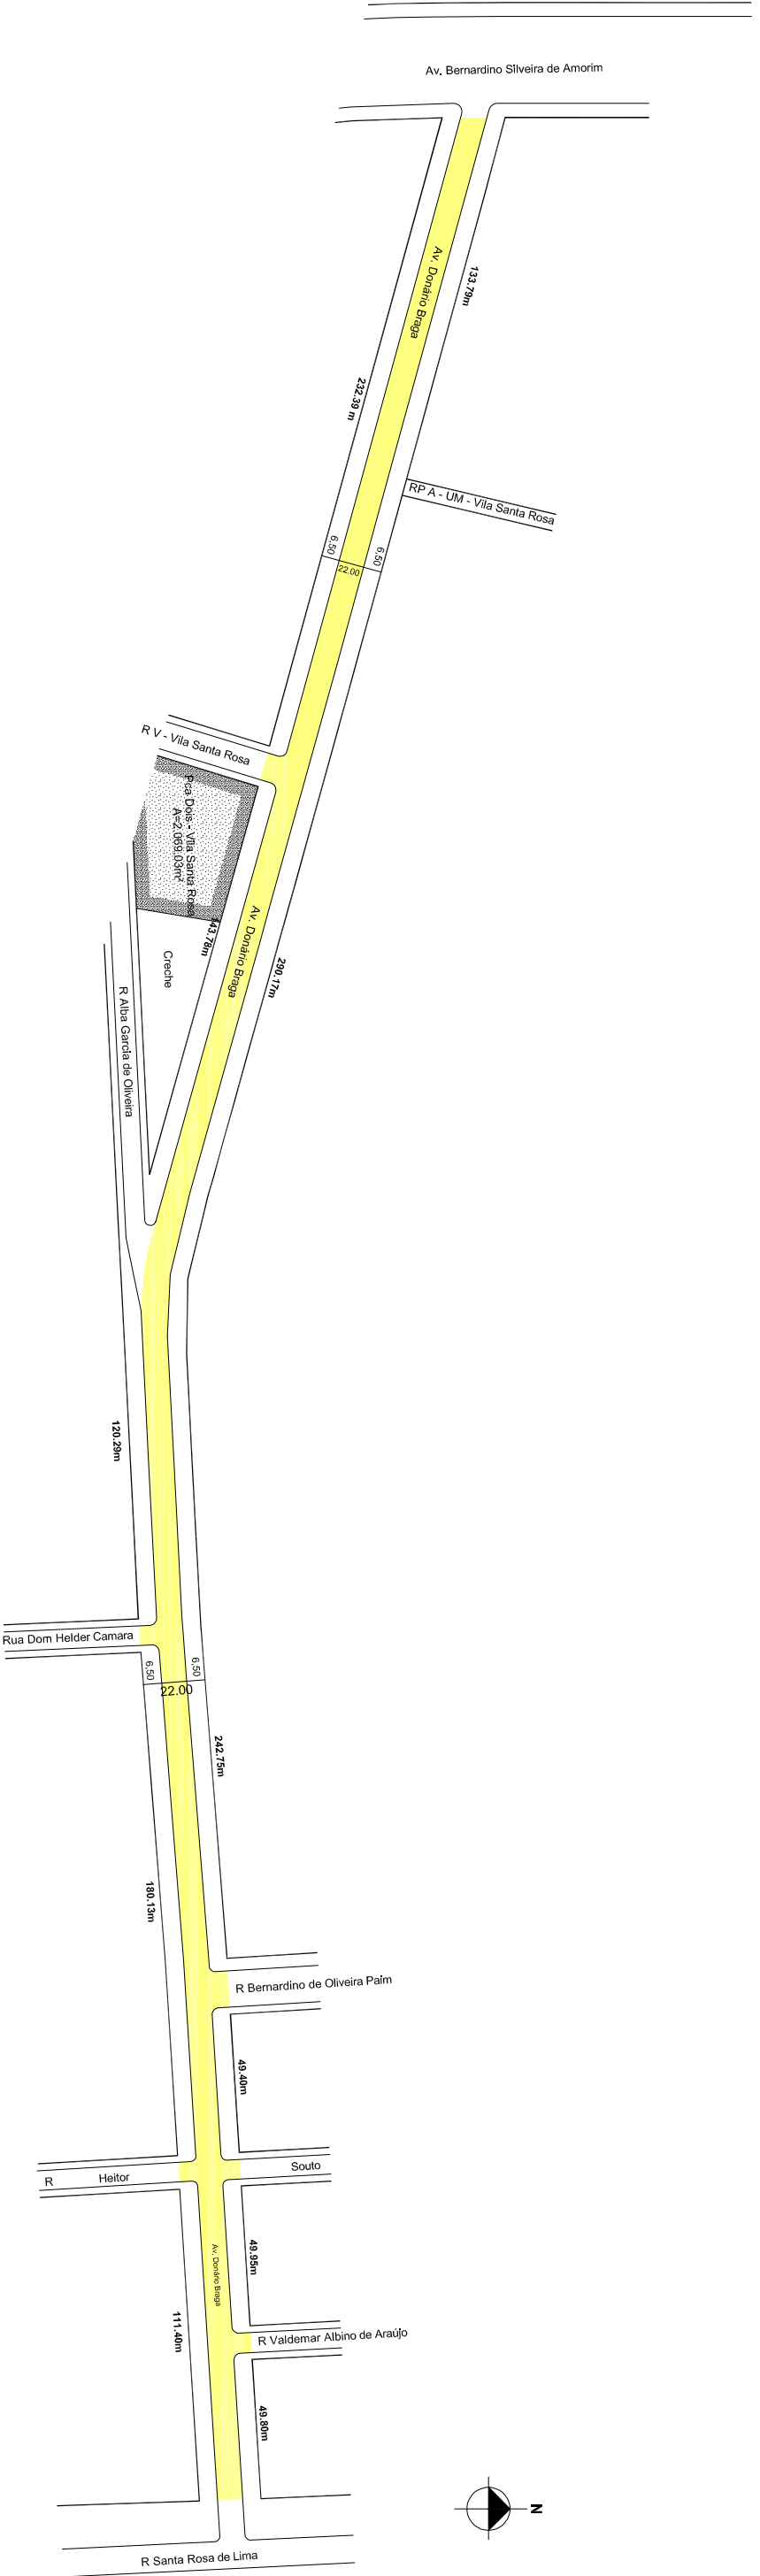 Av. Bernardino Silveira de Amorim
Av. Donário Braga
133.79m
232.39 m
RP A - UM - Vila Santa Rosa
6,50
22.00
6,50
R V - Vila Santa Rosa
Pca Dois - Vila Santa Rosa
A=2.069,03m²
143.78m
Av. Donário Braga
290.17m
Creche
R Alba Garcia de Oliveira
120.29m
Rua Dom Helder Camara
6,50
22.00
6,50
242.75m
180.13m
R Bernardino de Oliveira Paim
49.40m
R Heitor Souto
Av. Donário Braga
49.95m
111.40m
R Valdemar Albino de Araújo
49.80m
N
R Santa Rosa de Lima